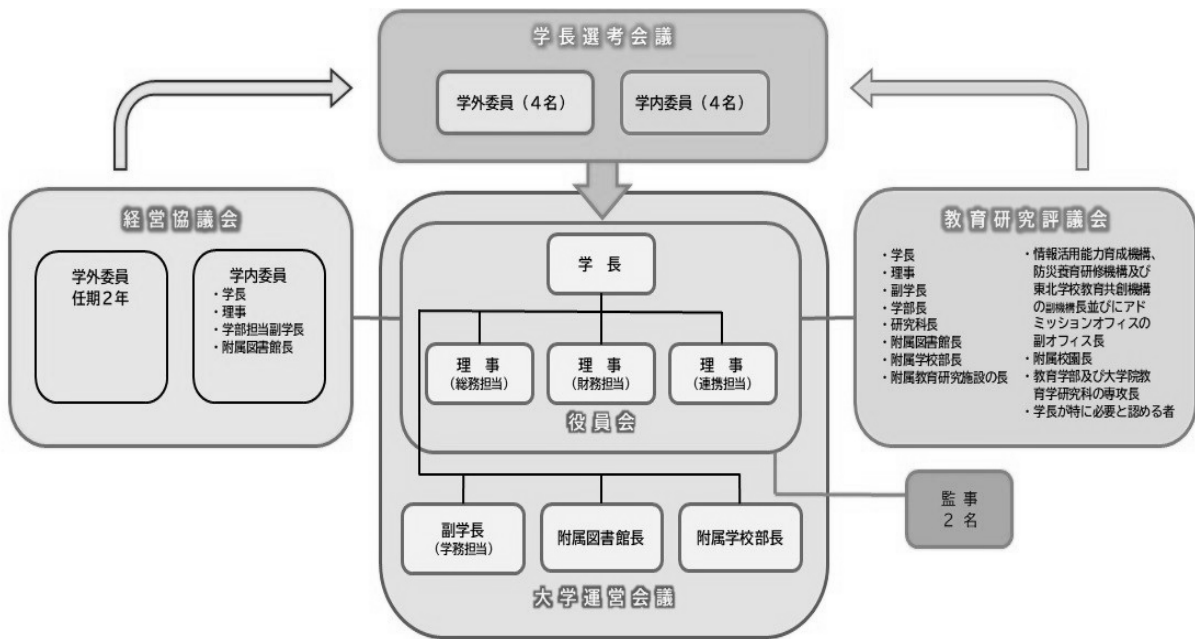 学長選考会議
学外委員（４名）
学内委員（４名）
経営協議会
学外委員
任期２年
学内委員
・学長
・理事
・学部担当副学長
・附属図書館長
学 長
理 事
（総務担当）
理 事
（財務担当）
理 事
（連携担当）
役員会
副学長
（学務担当）
附属図書館長
附属学校部長
大学運営会議
教育研究評議会
・学長
・理事
・副学長
・学部長
・研究科長
・附属図書館長
・附属学校部長
・附属教育研究施設の長
・情報活用能力育成機構、
防災養育研修機構及び
東北学校教育共創機構
の副機構長並びにアド
ミッションオフィスの
副オフィス長
・附属校園長
・教育学部及び大学院教
育学研究科の専攻長
・学長が特に必要と認める者
監 事
２ 名